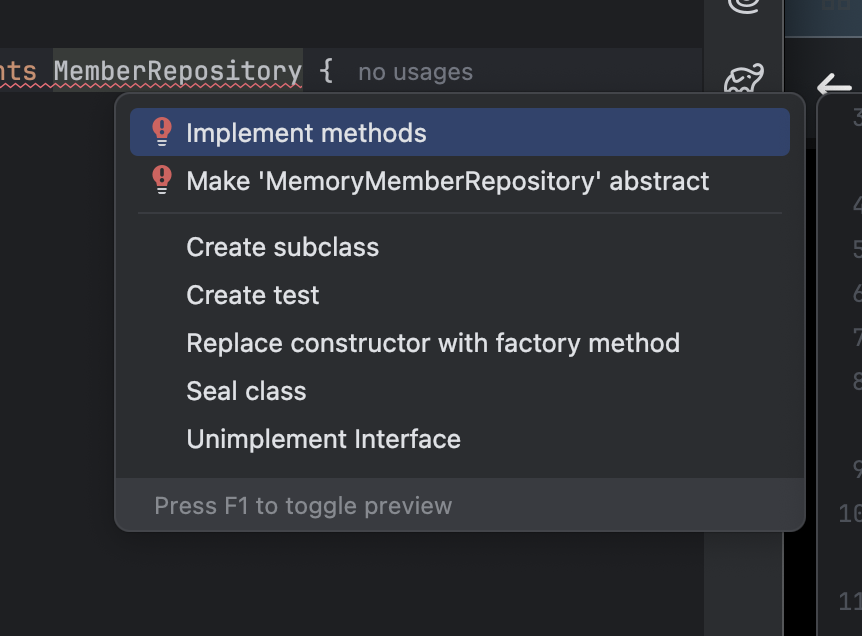 nts MemberRepository { no usages
Implement methods
Make 'MemoryMemberRepository' abstract
Create subclass
Create test
Replace constructor with factory method
Seal class
Unimplement Interface
Press F1 to toggle preview
3
4
5
6
7
8
9
10
11